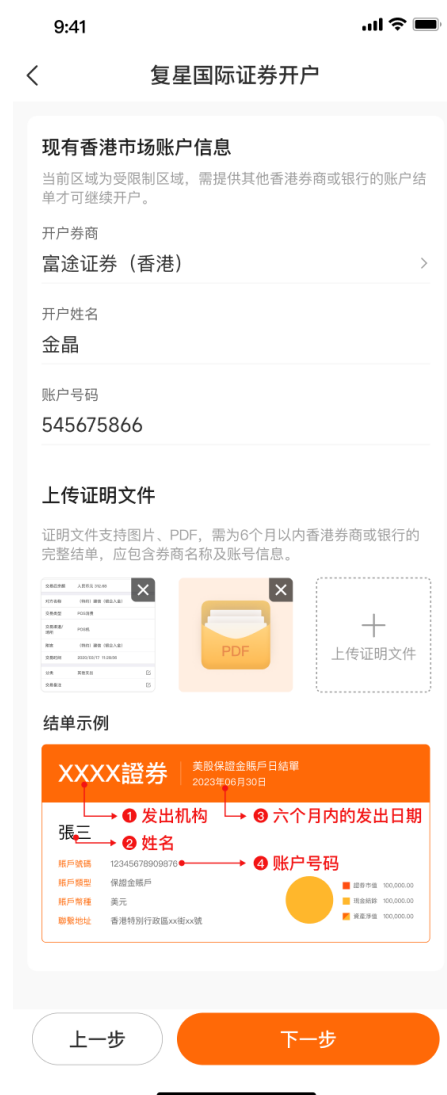 9:41
复星国际证券开户
现有香港市场账户信息
当前区域为受限制区域，需提供其他香港券商或银行的账户结
单才可继续开户。
开户券商
富途证券（香港）
开户姓名
金晶
账户号码
545675866
上传证明文件
证明文件支持图片、PDF，需为6个月以内香港券商或银行的
完整结单，应包含券商名称及账号信息。
PDF
上传证明文件
结单示例
XXXX證券
美股保證金賬戶日結單
2023年06月30日
❶ 发出机构
❸ 六个月内的发出日期
張三
❷ 姓名
賬戶號碼 12345678909876
❹ 账户号码
賬戶類型 保證金賬戶
賬戶幣種 美元
聯繫地址 香港特別行政區xx街xx號
證券市值 100,000.00
現金結餘 100,000.00
資產淨值 100,000.00
上一步
下一步